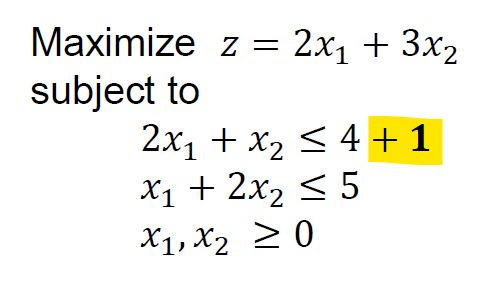 Maximize z = 2x₁ + 3x₂
subject to
2x₁ + x₂ ≤ 4 + 1
x₁ + 2x₂ ≤ 5
x₁, x₂ ≥ 0